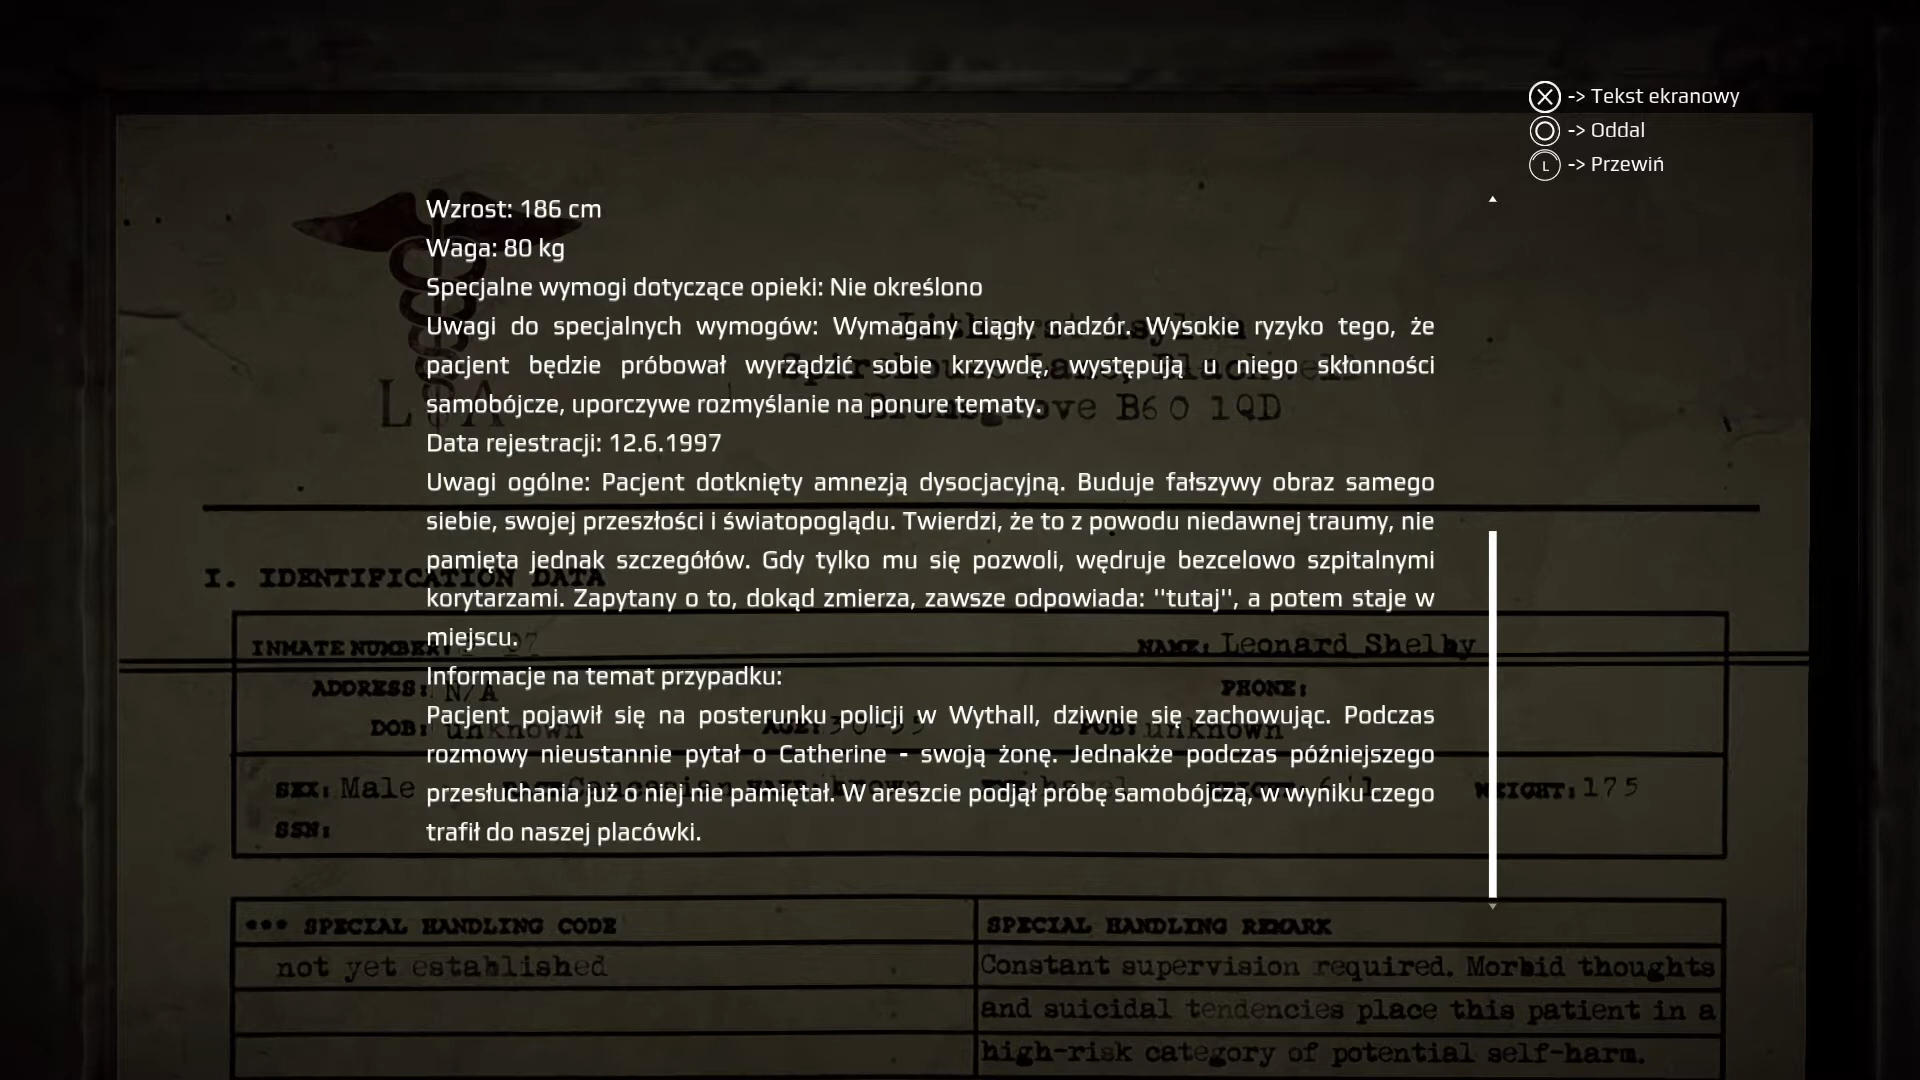 -> Tekst ekranowy
-> Oddal
L -> Przewiń
Wzrost: 186 cm
Waga: 80 kg
Specjalne wymogi dotyczące opieki: Nie określono
Uwagi do specjalnych wymogów: Wymagany ciągły nadzór. Wysokie ryzyko tego, że
pacjent będzie próbował wyrządzić sobie krzywdę, występują u niego skłonności
samobójcze, uporczywe rozmyślanie na ponure tematy.
Data rejestracji: 12.6.1997
Uwagi ogólne: Pacjent dotknięty amnezją dysocjacyjną. Buduje fałszywy obraz samego
siebie, swojej przeszłości i światopoglądu. Twierdzi, że to z powodu niedawnej traumy, nie
pamięta jednak szczegółów. Gdy tylko mu się pozwoli, wędruje bezcelowo szpitalnymi
korytarzami. Zapytany o to, dokąd zmierza, zawsze odpowiada: ''tutaj'', a potem staje w
miejscu.
Informacje na temat przypadku:
Pacjent pojawił się na posterunku policji w Wythall, dziwnie się zachowując. Podczas
rozmowy nieustannie pytał o Catherine - swoją żonę. Jednakże podczas późniejszego
przesłuchania już o niej nie pamiętał. W areszcie podjął próbę samobójczą, w wyniku czego
trafił do naszej placówki.
L A
B60 1QD
I. IDENTIFICATION DATA
INMATE NUMBER: NAME: Leonard Shelby
ADDRESS: N/A PHONE:
DOB: unknown AGE: POB: unknown
SEX: Male WEIGHT: 175
SSN:
*** SPECIAL HANDLING CODE
not yet established
SPECIAL HANDLING REMARK
Constant supervision required. Morbid thoughts
and suicidal tendencies place this patient in a
high-risk category of potential self-harm.